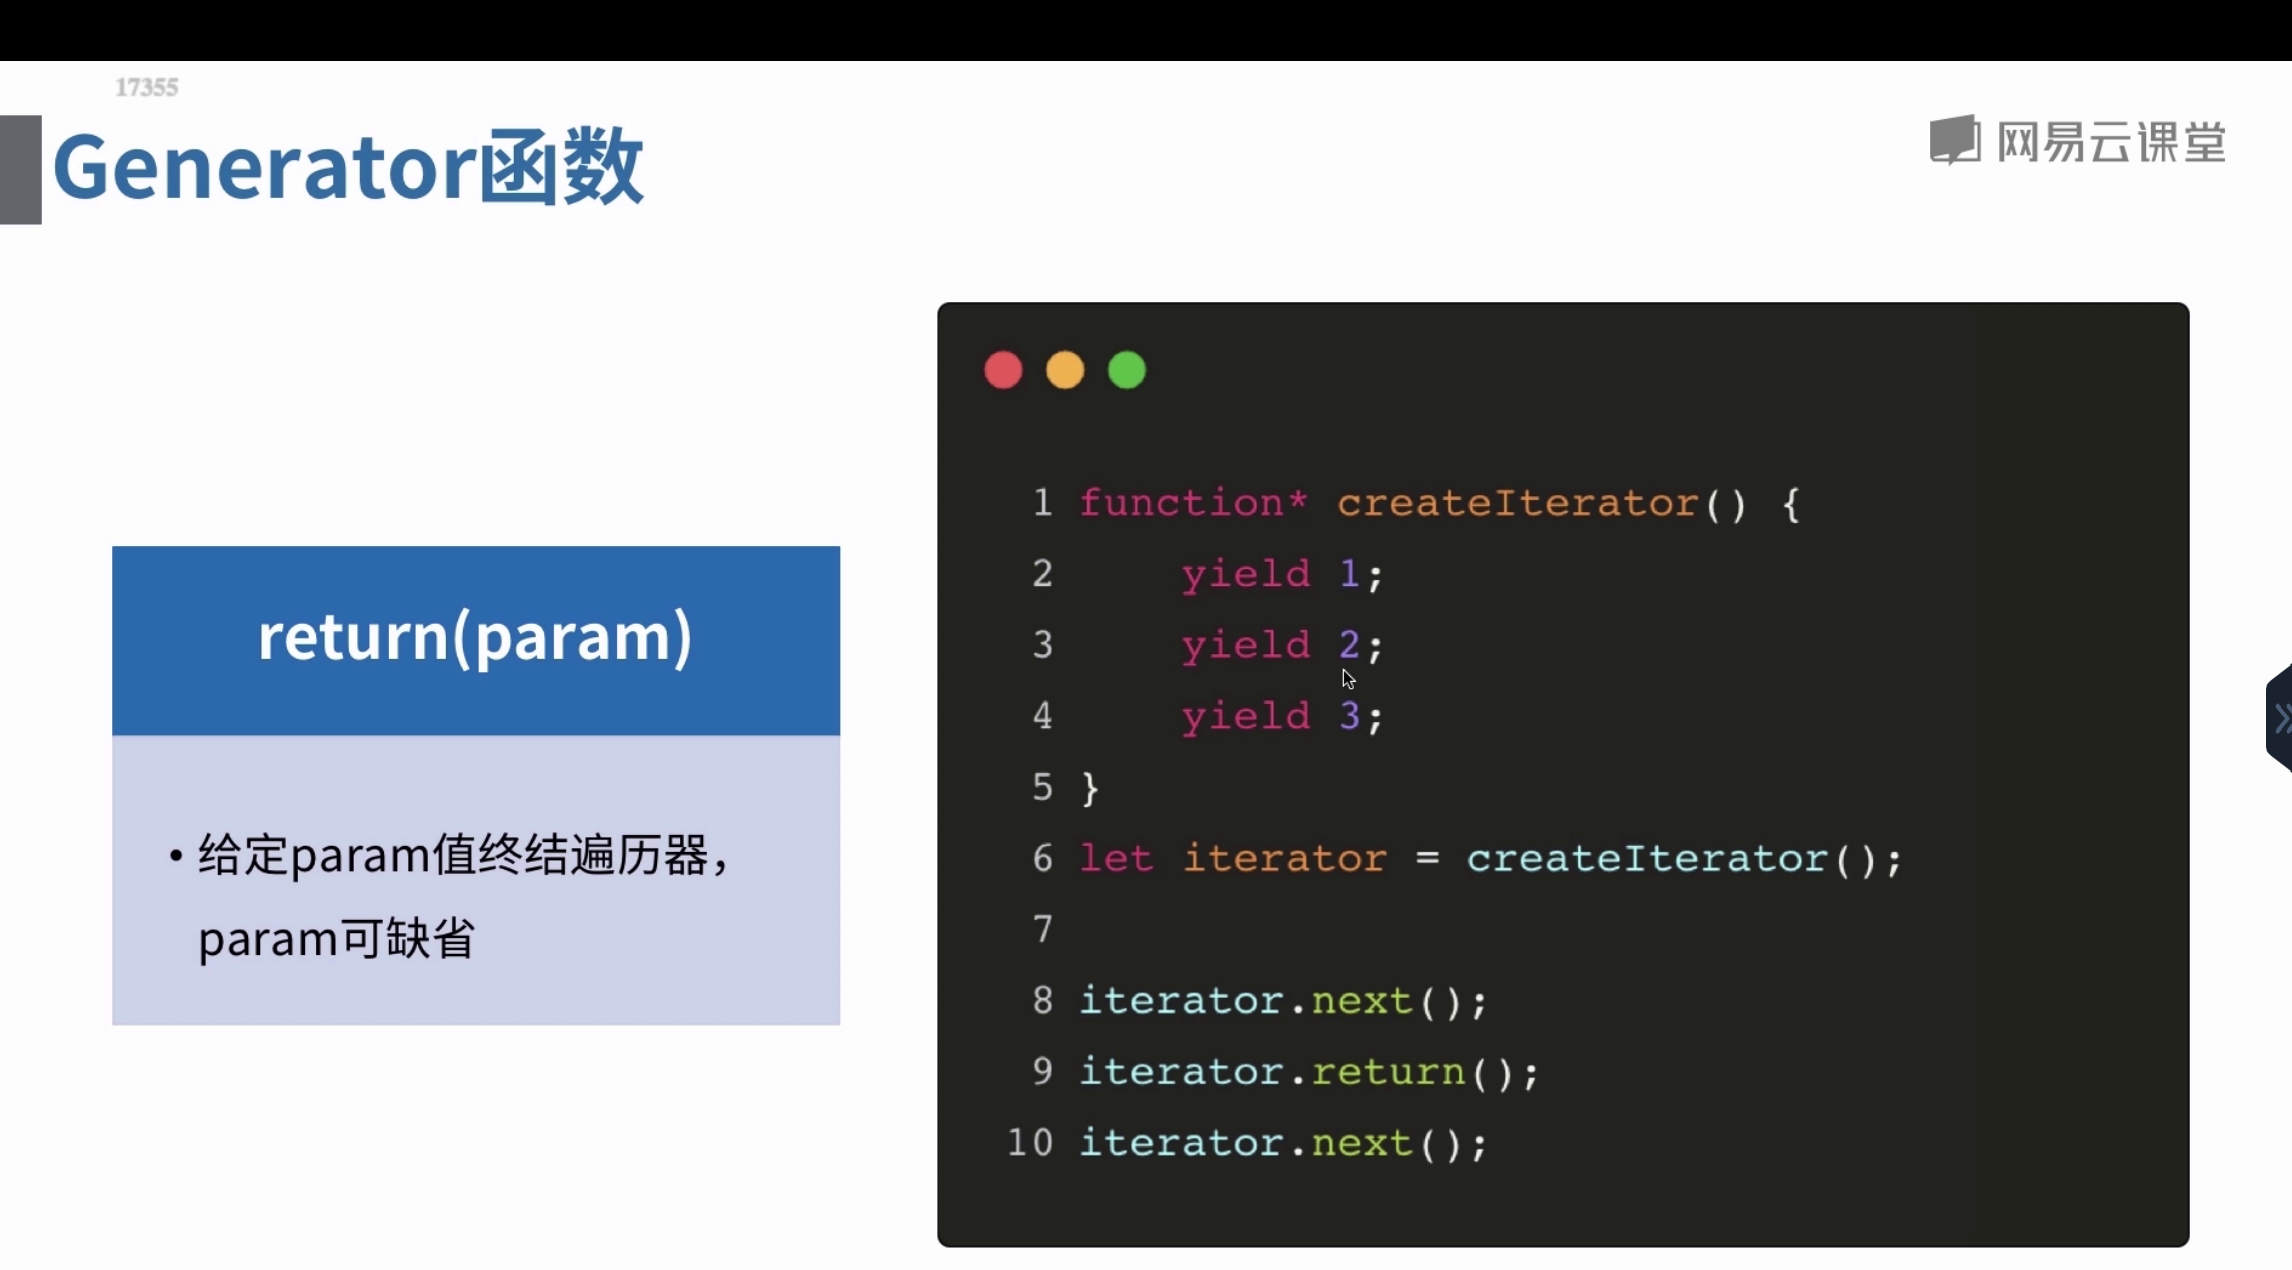 17355
Generator函数
网易云课堂
return(param)
• 给定param值终结遍历器，
param可缺省
1 function* createIterator() {
2     yield 1;
3     yield 2;
4     yield 3;
5 }
6 let iterator = createIterator();
7
8 iterator.next();
9 iterator.return();
10 iterator.next();